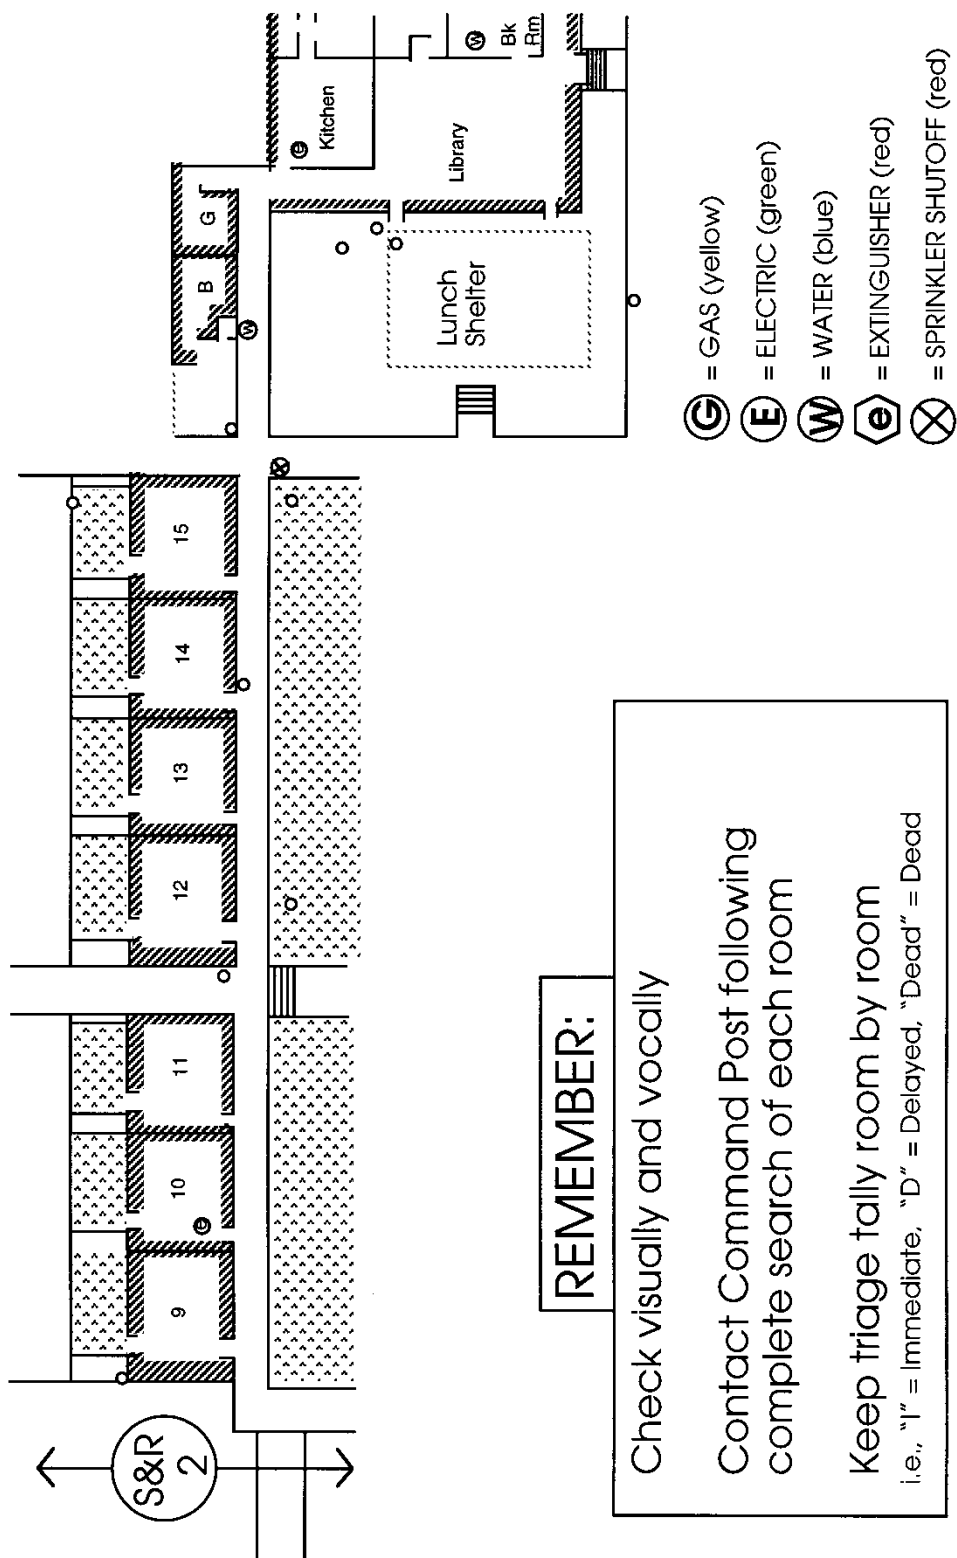 S&R
2
9
10
11
12
13
14
15
B
G
W
e
Kitchen
W
Bk
Rm
Library
Lunch
Shelter
REMEMBER:
Check visually and vocally
Contact Command Post following
complete search of each room
Keep triage tally room by room
i.e., "I" = Immediate, "D" = Delayed, "Dead" = Dead
G = GAS (yellow)
E = ELECTRIC (green)
W = WATER (blue)
e = EXTINGUISHER (red)
= SPRINKLER SHUTOFF (red)
e